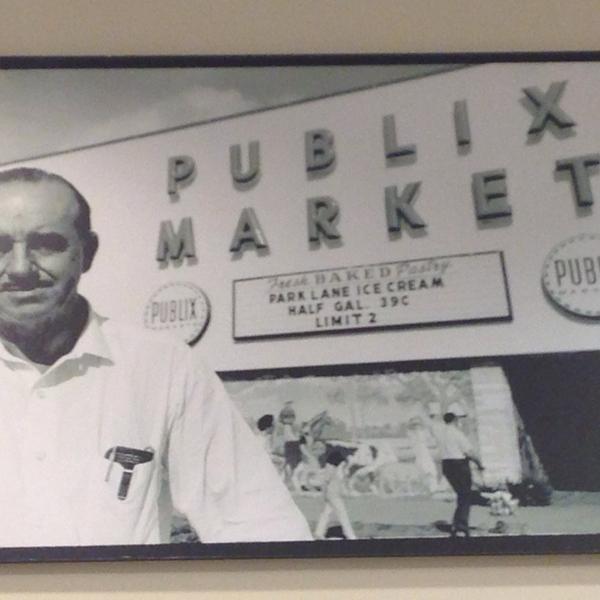 PUBLIX
MARKET
Fresh BAKED Pastry
PARK LANE ICE CREAM
HALF GAL. 39C
LIMIT 2
PUBLIX
PUB